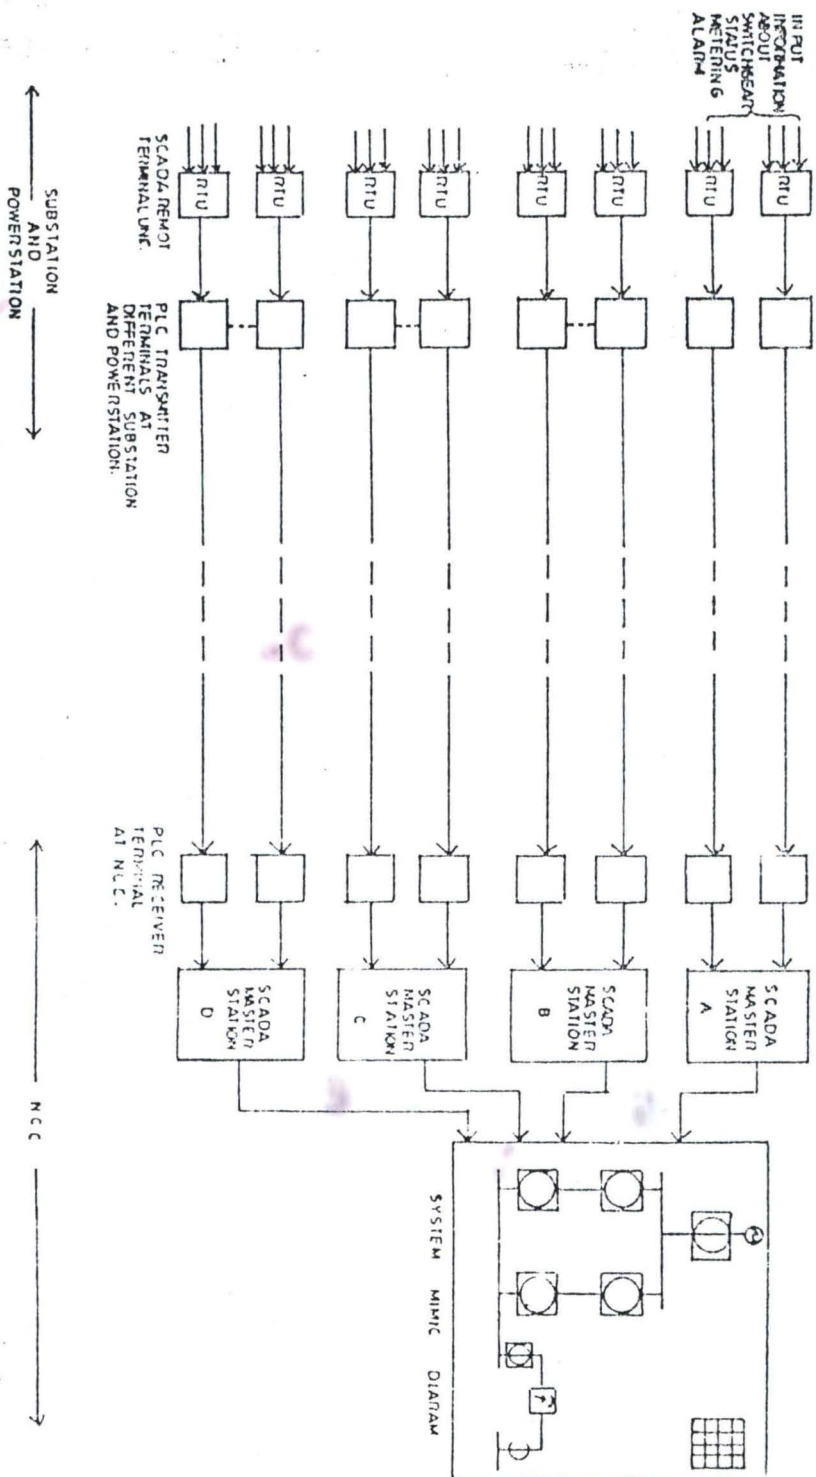 INPUT
INFORMATION
ABOUT
SWITCHGEAR
STATUS
METERING
ALARM
RTU
RTU
RTU
RTU
RTU
RTU
RTU
RTU
SCADA REMOT
TERMINAL UNIT.
PLC TRANSMITTER
TERMINALS AT
DIFFERENT SUBSTATION
AND POWERSTATION.
SUBSTATION
AND
POWERSTATION
PLC RECEIVER
TERMINAL
AT N.C.C.
SCADA
MASTER
STATION
A
SCADA
MASTER
STATION
B
SCADA
MASTER
STATION
C
SCADA
MASTER
STATION
D
SYSTEM MIMIC DIAGRAM
NCC